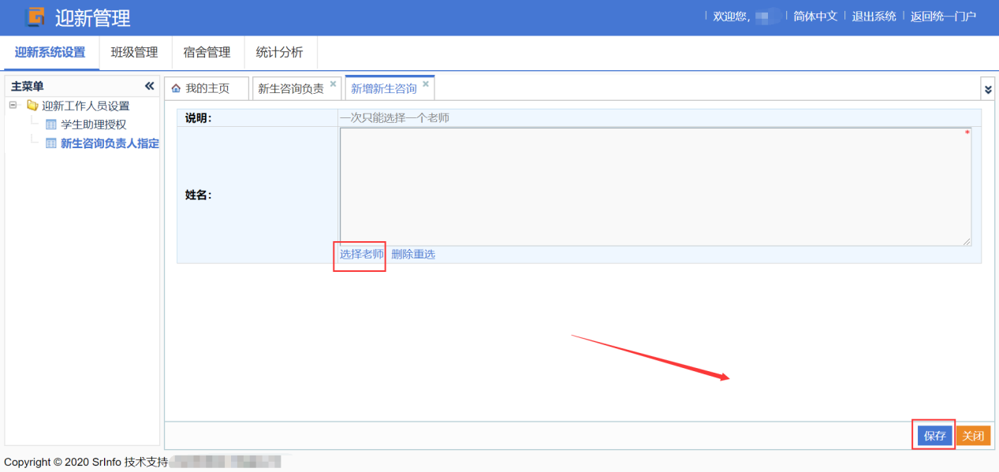 迎新管理
欢迎您, 简体中文 退出系统 返回统一门户
迎新系统设置 班级管理 宿舍管理 统计分析
主菜单
迎新工作人员设置
学生助理授权
新生咨询负责人指定
我的主页 新生咨询负责 新增新生咨询
说明: 一次只能选择一个老师
*
姓名:
选择老师 删除重选
保存 关闭
Copyright © 2020 SrInfo 技术支持